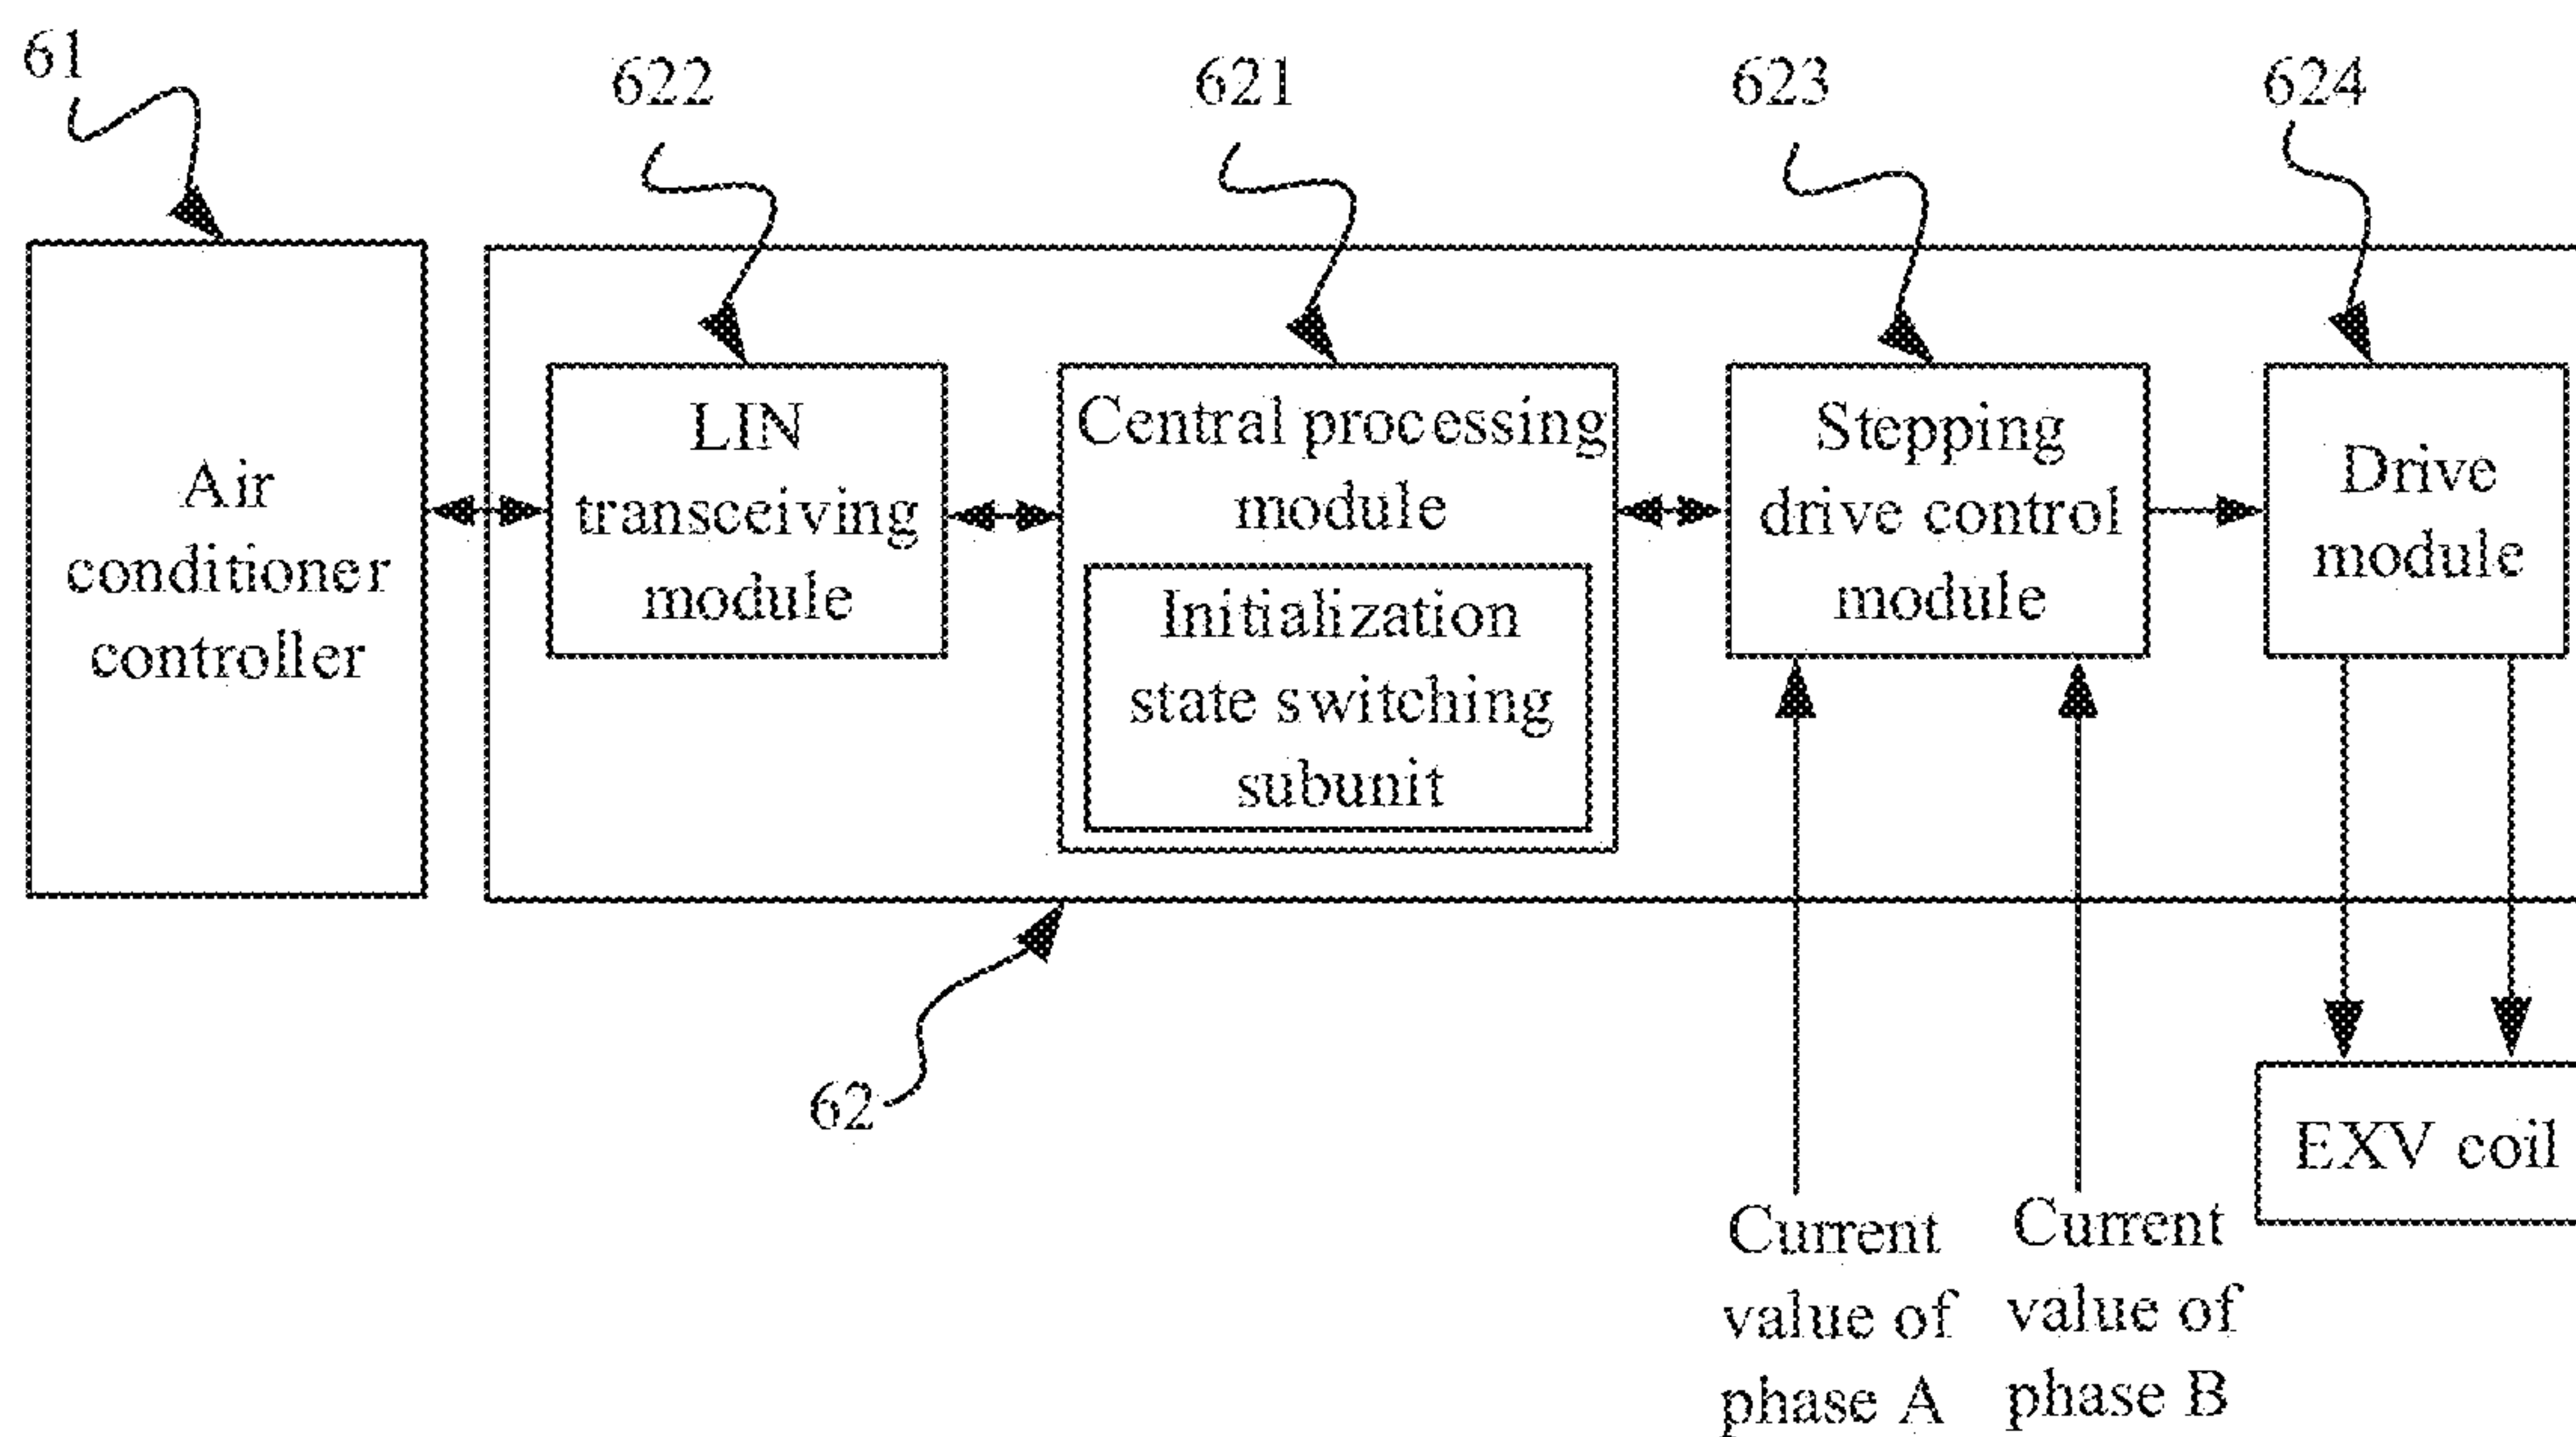 61
622
621
623
624
Air
conditioner
controller
LIN
transceiving
module
Central processing
module
Initialization
state switching
subunit
Stepping
drive control
module
Drive
module
62
EXV coil
Current
value of
phase A
Current
value of
phase B